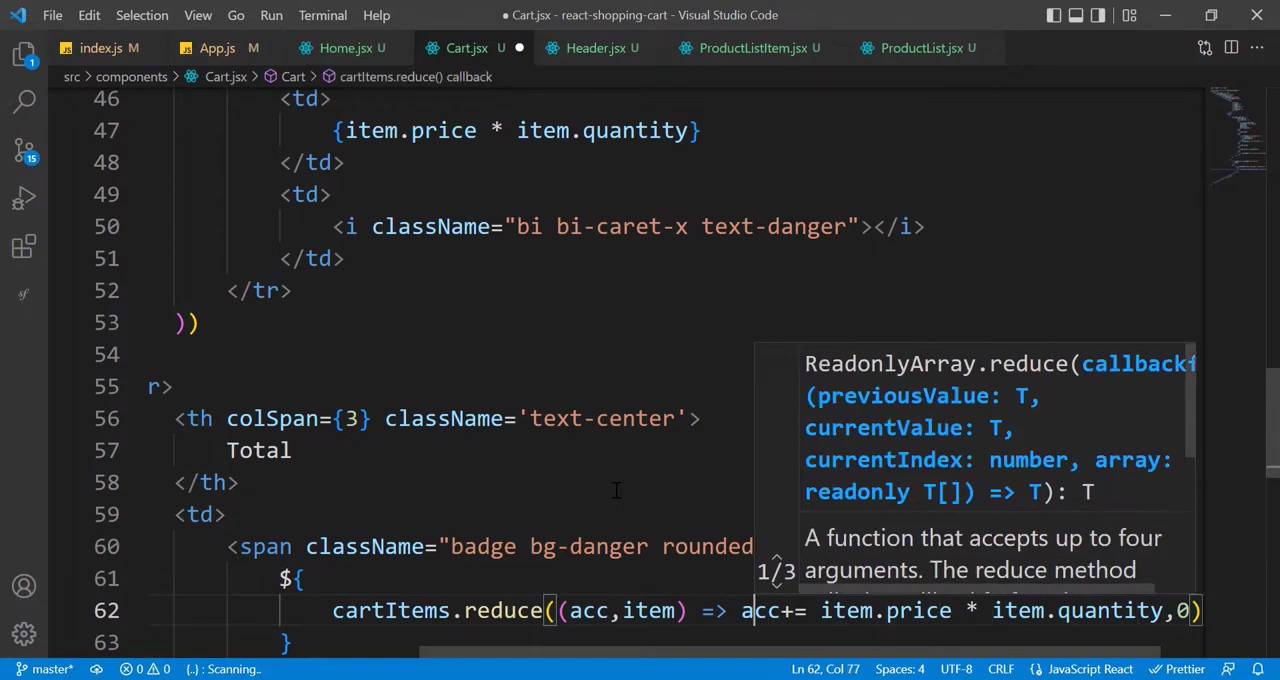 File Edit Selection View Go Run Terminal Help ● Cart.jsx - react-shopping-cart - Visual Studio Code
index.js M App.js M Home.jsx U Cart.jsx U ● Header.jsx U ProductListItem.jsx U ProductList.jsx U ···
src > components > Cart.jsx > Cart > cartItems.reduce() callback
46 <td>
47 {item.price * item.quantity}
48 </td>
49 <td>
50 <i className="bi bi-caret-x text-danger"></i>
51 </td>
52 </tr>
53 ))
54
55 r>
56 <th colSpan={3} className='text-center'>
57 Total
58 </th>
59 <td>
60 <span className="badge bg-danger rounded
61 ${
62 cartItems.reduce((acc,item) => acc+= item.price * item.quantity,0)
63 }
ReadonlyArray.reduce(callbackf
(previousValue: T,
currentValue: T,
currentIndex: number, array:
readonly T[]) => T): T
A function that accepts up to four
1/3 arguments. The reduce method
1
15
master* 0 0 {..} : Scanning.. Ln 62, Col 77 Spaces: 4 UTF-8 CRLF JavaScript React Prettier